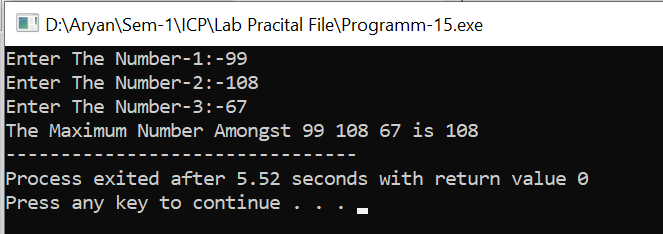 D:\Aryan\Sem-1\ICP\Lab Pracital File\Programm-15.exe
Enter The Number-1:-99
Enter The Number-2:-108
Enter The Number-3:-67
The Maximum Number Amongst 99 108 67 is 108
--------------------------------
Process exited after 5.52 seconds with return value 0
Press any key to continue . . .